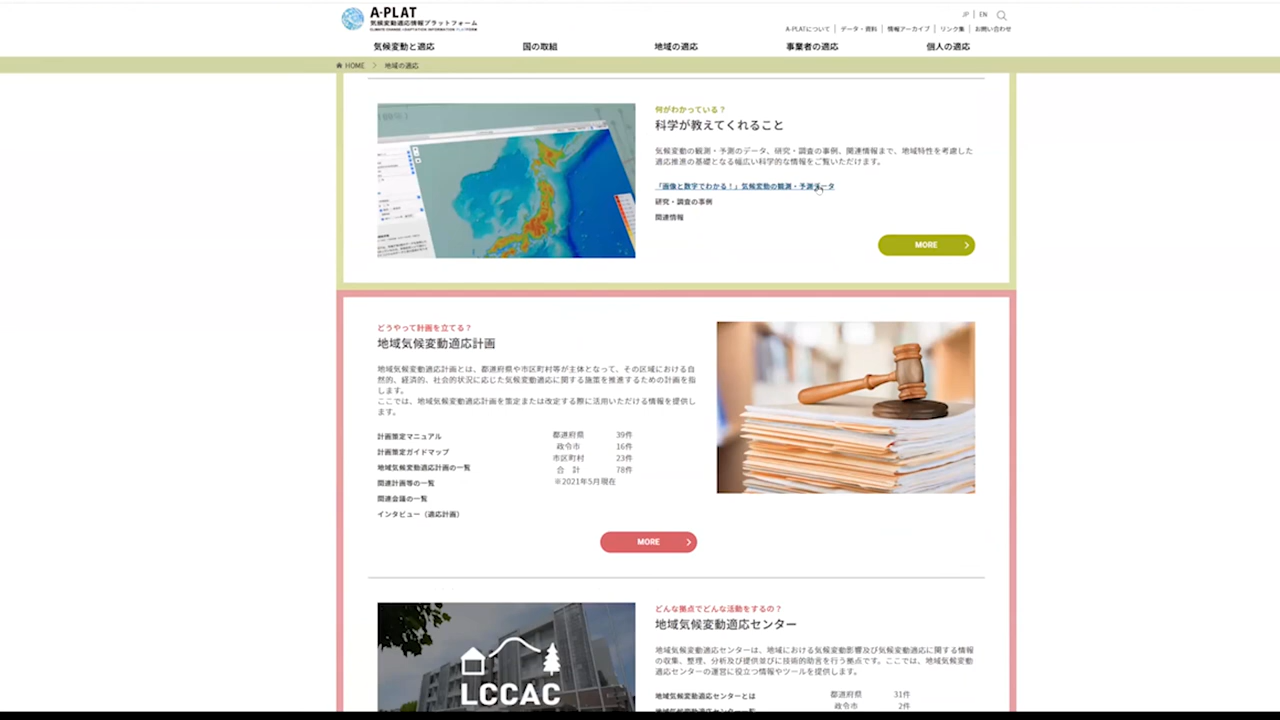 A-PLAT
気候変動適応情報プラットフォーム
CLIMATE CHANGE ADAPTATION INFORMATION PLATFORM
JP | EN
A-PLATについて | データ・資料 | 情報アーカイブ | リンク集 | お問い合わせ
気候変動と適応 国の取組 地域の適応 事業者の適応 個人の適応
HOME > 地域の適応
何がわかっている？
科学が教えてくれること
気候変動の観測・予測のデータ、研究・調査の事例、関連情報まで、地域特性を考慮した
適応推進の基礎となる幅広い科学的な情報をご覧いただけます。
「画像と数字でわかる！」気候変動の観測・予測データ
研究・調査の事例
関連情報
MORE
どうやって計画を立てる？
地域気候変動適応計画
地域気候変動適応計画とは、都道府県や市区町村等が主体となって、その区域における自
然的、経済的、社会的状況に応じた気候変動適応に関する施策を推進するための計画を指
します。
ここでは、地域気候変動適応計画を策定または改定する際に活用いただける情報を提供し
ます。
計画策定マニュアル
計画策定ガイドマップ
地域気候変動適応計画の一覧
関連計画等の一覧
関連会議の一覧
インタビュー（適応計画）
都道府県 39件
政令市 16件
市区町村 23件
合 計 78件
※2021年5月現在
MORE
LCCAC
どんな拠点でどんな活動をするの？
地域気候変動適応センター
地域気候変動適応センターは、地域における気候変動影響及び気候変動適応に関する情報
の収集、整理、分析及び提供並びに技術的助言を行う拠点です。ここでは、地域気候変動
適応センターの運営に役立つ情報やツールを提供します。
地域気候変動適応センターとは
地域気候変動適応センター一覧
都道府県 31件
政令市 2件